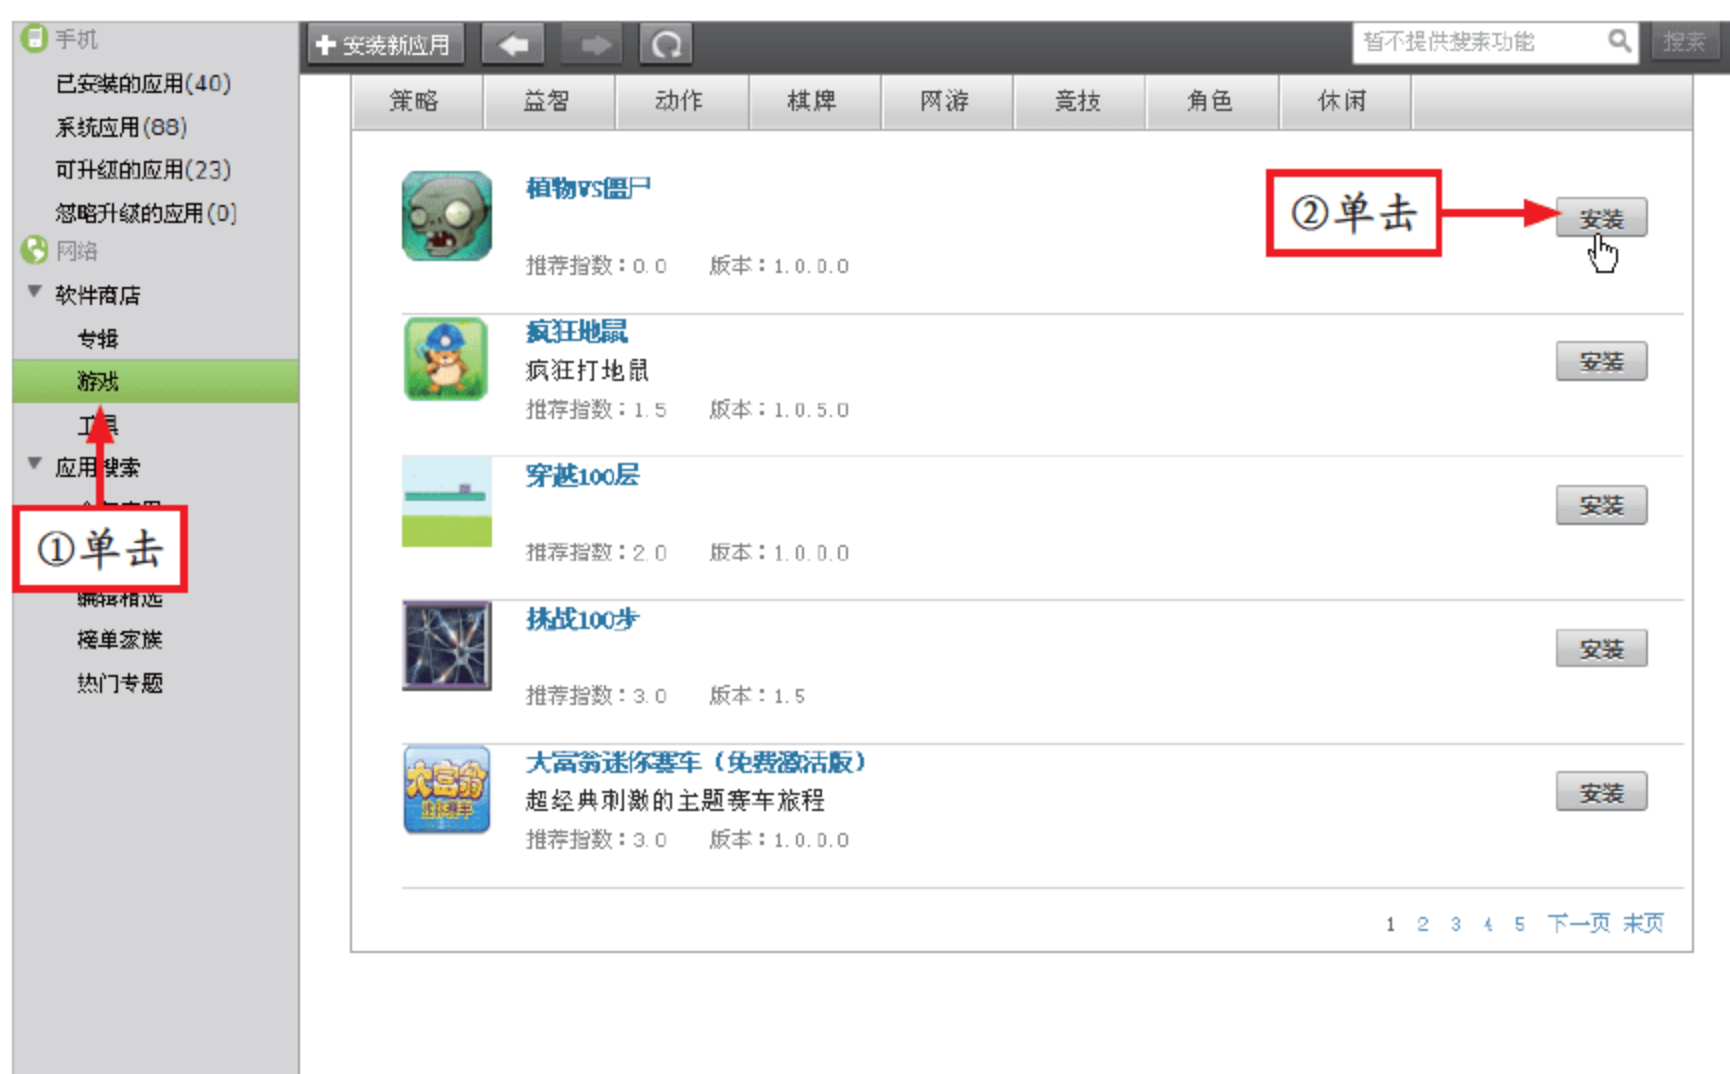 手机
已安装的应用(40)
系统应用(88)
可升级的应用(23)
忽略升级的应用(0)
网络
软件商店
专辑
游戏
工具
应用搜索
①单击
编辑精选
榜单家族
热门专题
安装新应用
暂不提供搜索功能
搜索
策略 益智 动作 棋牌 网游 竞技 角色 休闲
植物VS僵尸
推荐指数：0.0 版本：1.0.0.0
②单击
安装
疯狂地鼠
疯狂打地鼠
推荐指数：1.5 版本：1.0.5.0
安装
穿越100层
推荐指数：2.0 版本：1.0.0.0
安装
挑战100步
推荐指数：3.0 版本：1.5
安装
大富翁迷你赛车（免费激活版）
超经典刺激的主题赛车旅程
推荐指数：3.0 版本：1.0.0.0
安装
大富翁
迷你赛车
1 2 3 4 5 下一页 末页